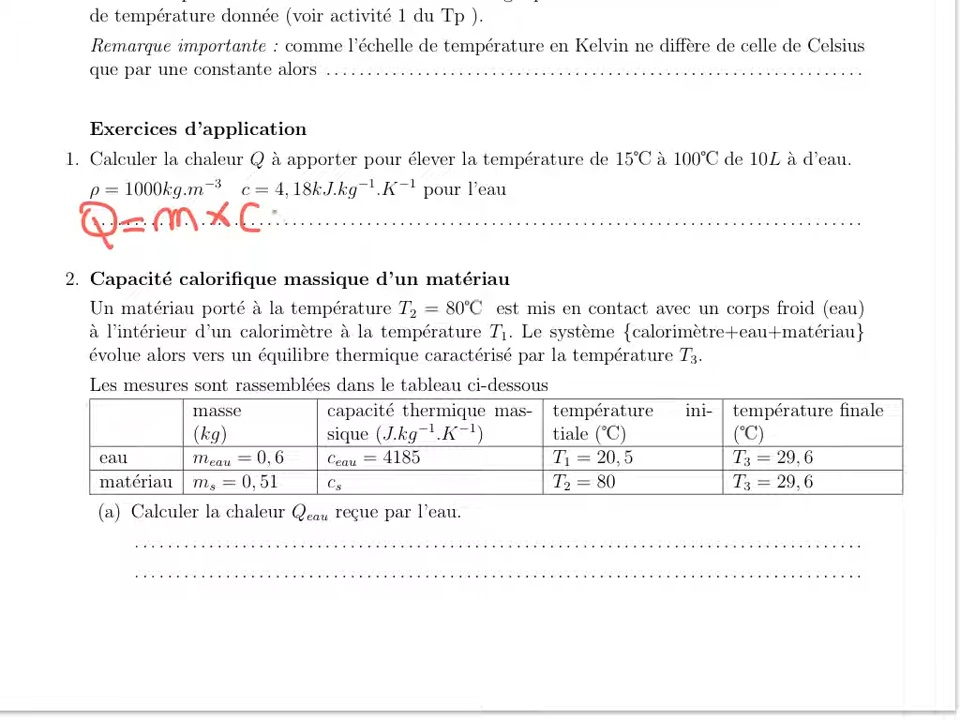 de température donnée (voir activité 1 du Tp ).
Remarque importante : comme l'échelle de température en Kelvin ne diffère de celle de Celsius
que par une constante alors ...............................................................
Exercices d'application
1. Calculer la chaleur Q à apporter pour élever la température de 15℃ à 100℃ de 10L à d'eau.
ρ = 1000kg.m⁻³ c = 4, 18kJ.kg⁻¹.K⁻¹ pour l'eau
Q = m × c
2. Capacité calorifique massique d'un matériau
Un matériau porté à la température T₂ = 80℃ est mis en contact avec un corps froid (eau)
à l'intérieur d'un calorimètre à la température T₁. Le système {calorimètre+eau+matériau}
évolue alors vers un équilibre thermique caractérisé par la température T₃.
Les mesures sont rassemblées dans le tableau ci-dessous
masse (kg) capacité thermique mas- sique (J.kg⁻¹.K⁻¹) température ini- tiale (℃) température finale (℃)
eau m_eau = 0, 6 c_eau = 4185 T₁ = 20, 5 T₃ = 29, 6
matériau m_s = 0, 51 c_s T₂ = 80 T₃ = 29, 6
(a) Calculer la chaleur Q_eau reçue par l'eau.